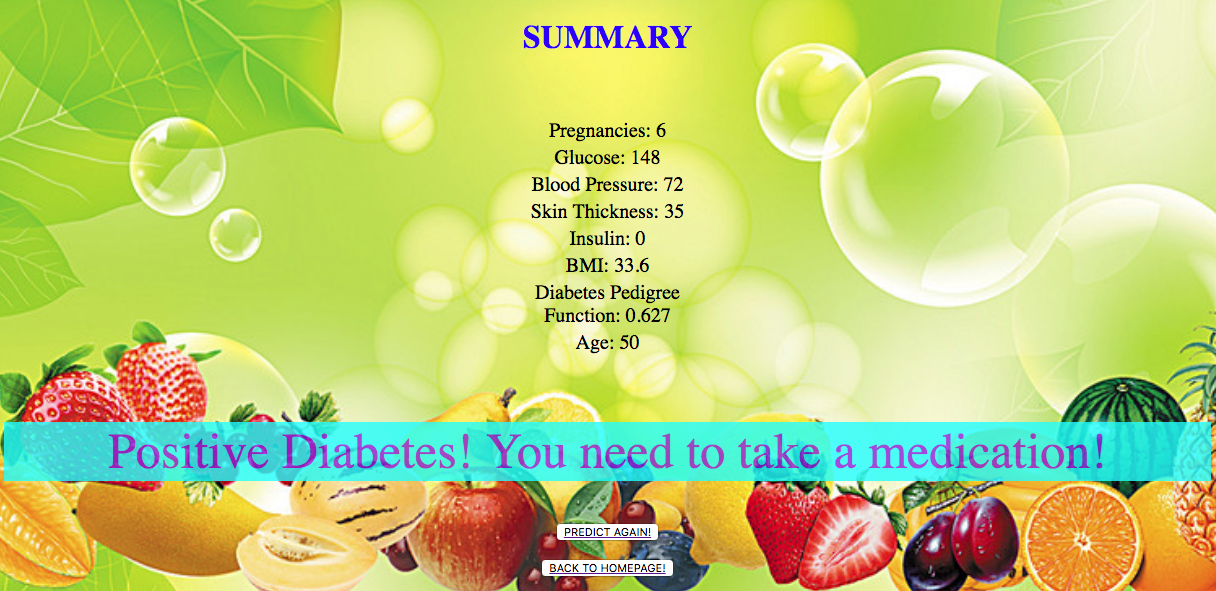 SUMMARY
Pregnancies: 6
Glucose: 148
Blood Pressure: 72
Skin Thickness: 35
Insulin: 0
BMI: 33.6
Diabetes Pedigree
Function: 0.627
Age: 50
Positive Diabetes! You need to take a medication!
PREDICT AGAIN!
BACK TO HOMEPAGE!